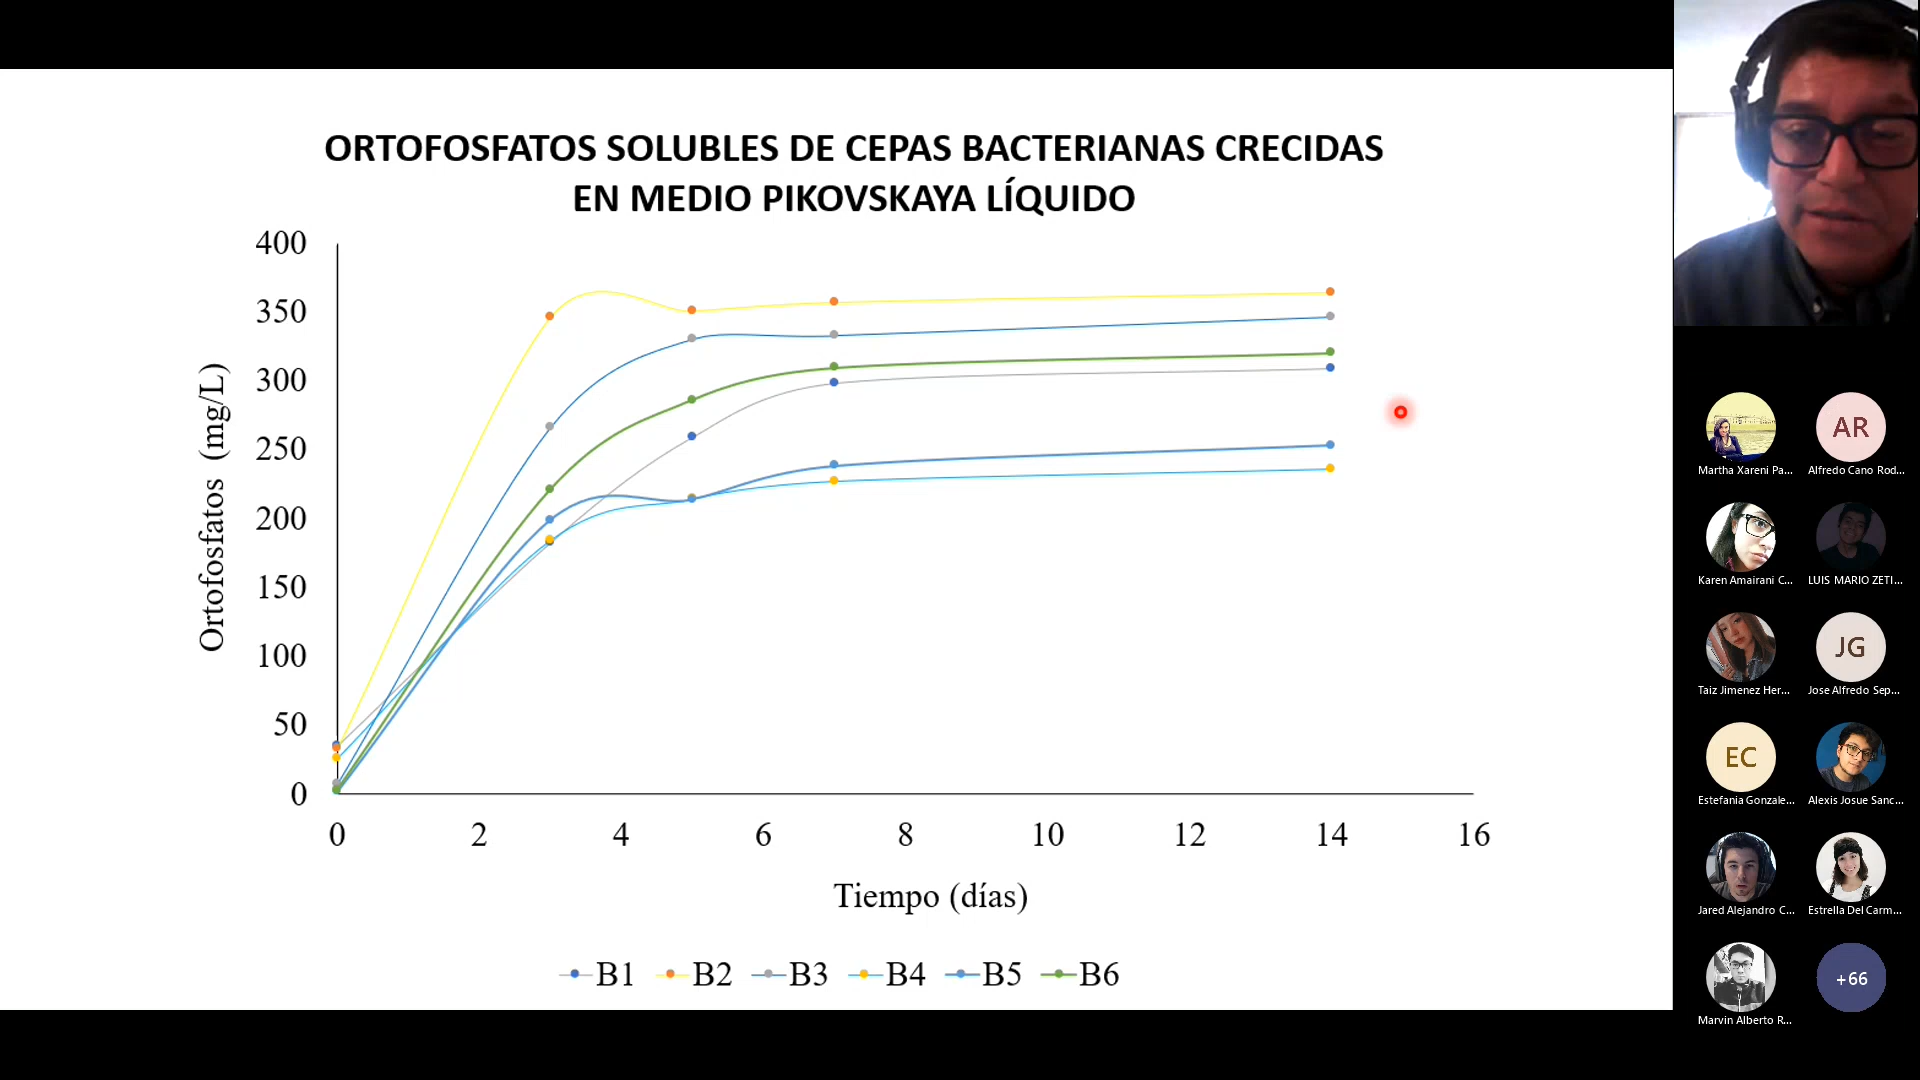 ORTOFOSFATOS SOLUBLES DE CEPAS BACTERIANAS CRECIDAS
EN MEDIO PIKOVSKAYA LÍQUIDO
400
350
300
250
200
150
100
50
0
Ortofosfatos (mg/L)
0 2 4 6 8 10 12 14 16
Tiempo (días)
B1 B2 B3 B4 B5 B6
AR
Martha Xareni Pa... Alfredo Cano Rod...
Karen Amairani C... LUIS MARIO ZETI...
JG
Taiz Jimenez Her... Jose Alfredo Sep...
EC
Estefania Gonzale... Alexis Josue Sanc...
Jared Alejandro C... Estrella Del Carm...
+66
Marvin Alberto R...